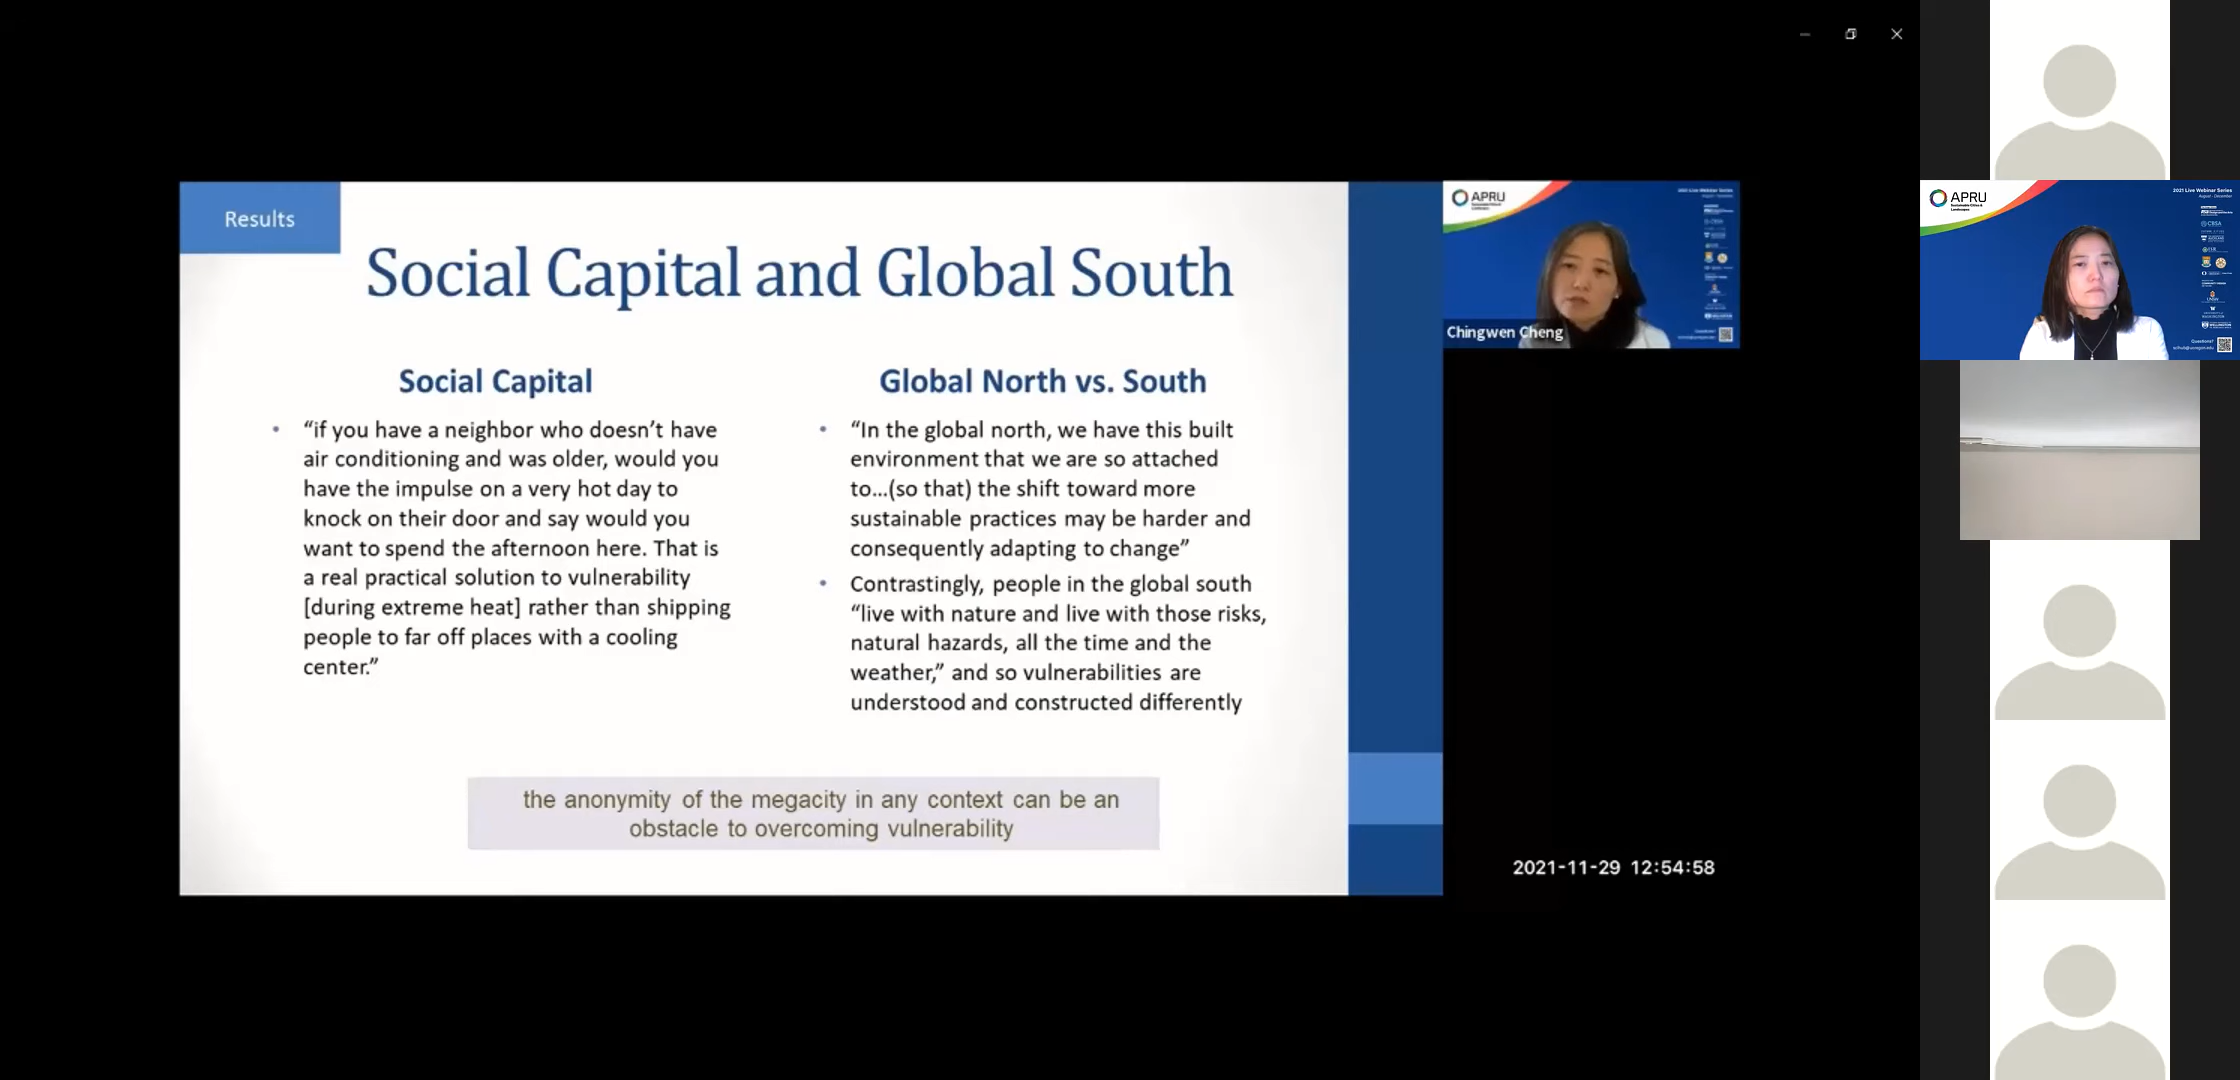 Results
Social Capital and Global South
Social Capital
• “if you have a neighbor who doesn’t have
air conditioning and was older, would you
have the impulse on a very hot day to
knock on their door and say would you
want to spend the afternoon here. That is
a real practical solution to vulnerability
[during extreme heat] rather than shipping
people to far off places with a cooling
center.”
Global North vs. South
• “In the global north, we have this built
environment that we are so attached
to...(so that) the shift toward more
sustainable practices may be harder and
consequently adapting to change”
• Contrastingly, people in the global south
“live with nature and live with those risks,
natural hazards, all the time and the
weather,” and so vulnerabilities are
understood and constructed differently
the anonymity of the megacity in any context can be an
obstacle to overcoming vulnerability
APRU
Sustainable Cities &
Landscapes
2021 Live Webinar Series
Chingwen Cheng
2021-11-29 12:54:58
APRU
Sustainable Cities &
Landscapes
2021 Live Webinar Series
August - December
Questions?